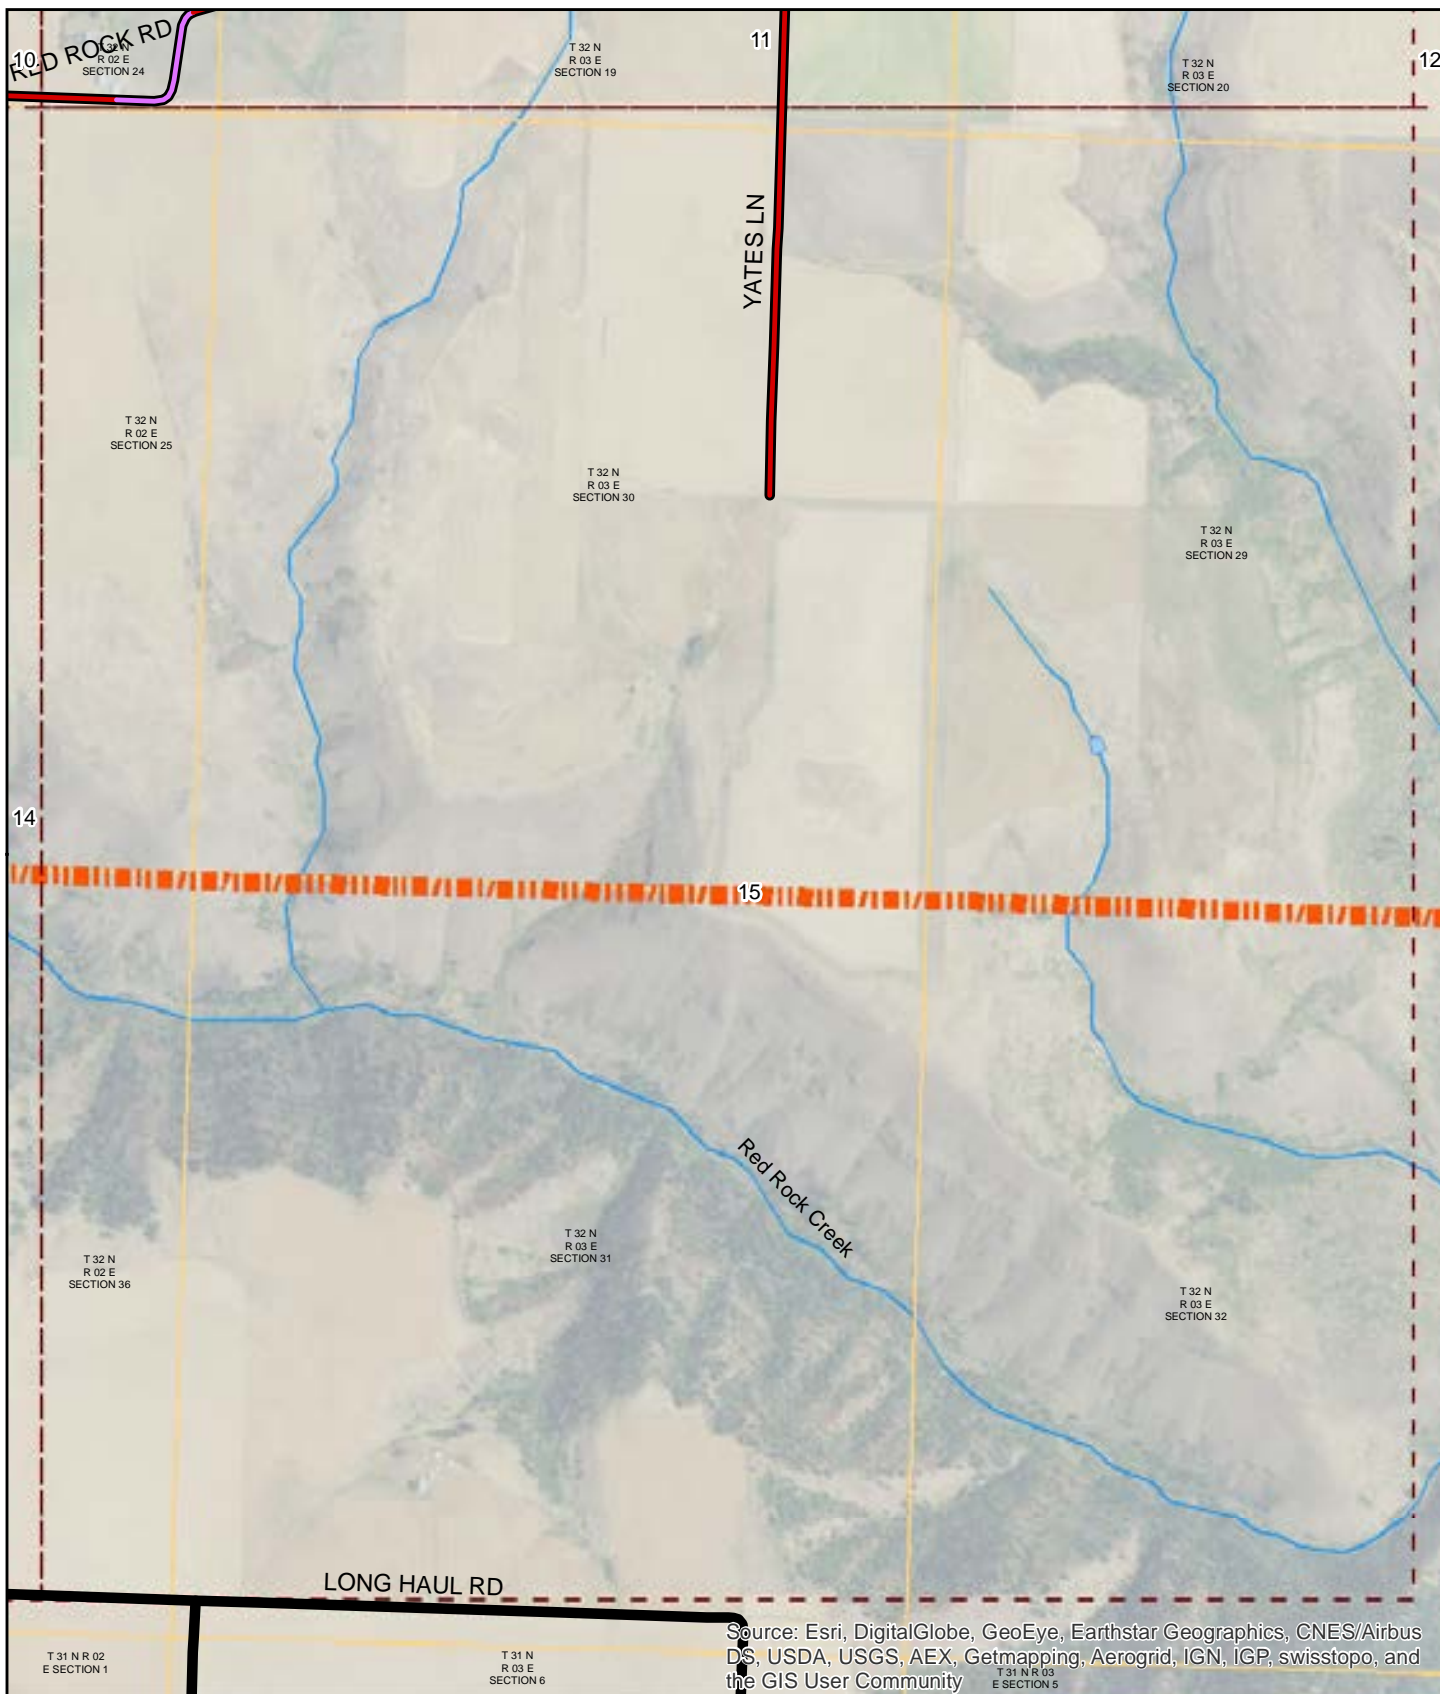 RED ROCK RD
10
T 32 N
R 02 E
SECTION 24
T 32 N
R 03 E
SECTION 19
11
T 32 N
R 03 E
SECTION 20
12
YATES LN
T 32 N
R 02 E
SECTION 25
T 32 N
R 03 E
SECTION 30
T 32 N
R 03 E
SECTION 29
14
15
Red Rock Creek
T 32 N
R 02 E
SECTION 36
T 32 N
R 03 E
SECTION 31
T 32 N
R 03 E
SECTION 32
LONG HAUL RD
T 31 N R 02
E SECTION 1
T 31 N
R 03 E
SECTION 6
T 31 N R 03
E SECTION 5
Source: Esri, DigitalGlobe, GeoEye, Earthstar Geographics, CNES/Airbus
DS, USDA, USGS, AEX, Getmapping, Aerogrid, IGN, IGP, swisstopo, and
the GIS User Community